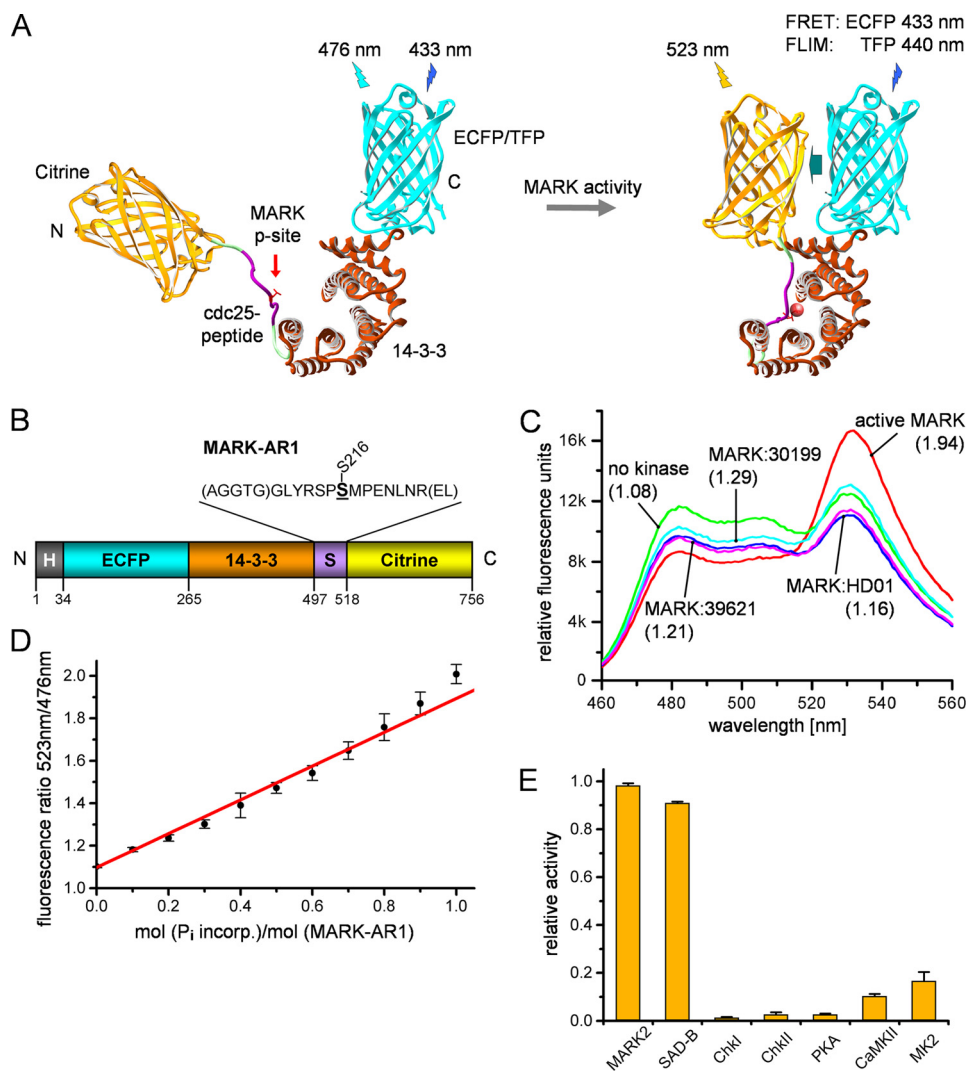 A
476 nm
433 nm
FRET: ECFP 433 nm
FLIM: TFP 440 nm
523 nm
Citrine
N
ECFP/TFP
C
MARK
p-site
MARK activity
cdc25-
peptide
14-3-3
B
MARK-AR1
S216
(AGGTG)GLYRSPSMPENLNR(EL)
N H ECFP 14-3-3 S Citrine C
1 34 265 497 518 756
C
relative fluorescence units
16k
12k
8k
4k
0
no kinase
(1.08)
MARK:30199
(1.29)
active MARK
(1.94)
MARK:39621
(1.21)
MARK:HD01
(1.16)
460 480 500 520 540 560
wavelength [nm]
D
fluorescence ratio 523nm/476nm
2.0
1.8
1.6
1.4
1.2
1.0
0.0 0.2 0.4 0.6 0.8 1.0
mol (Pi incorp.)/mol (MARK-AR1)
E
relative activity
1.0
0.8
0.6
0.4
0.2
0.0
MARK2 SAD-B ChkI ChkII PKA CaMKII MK2